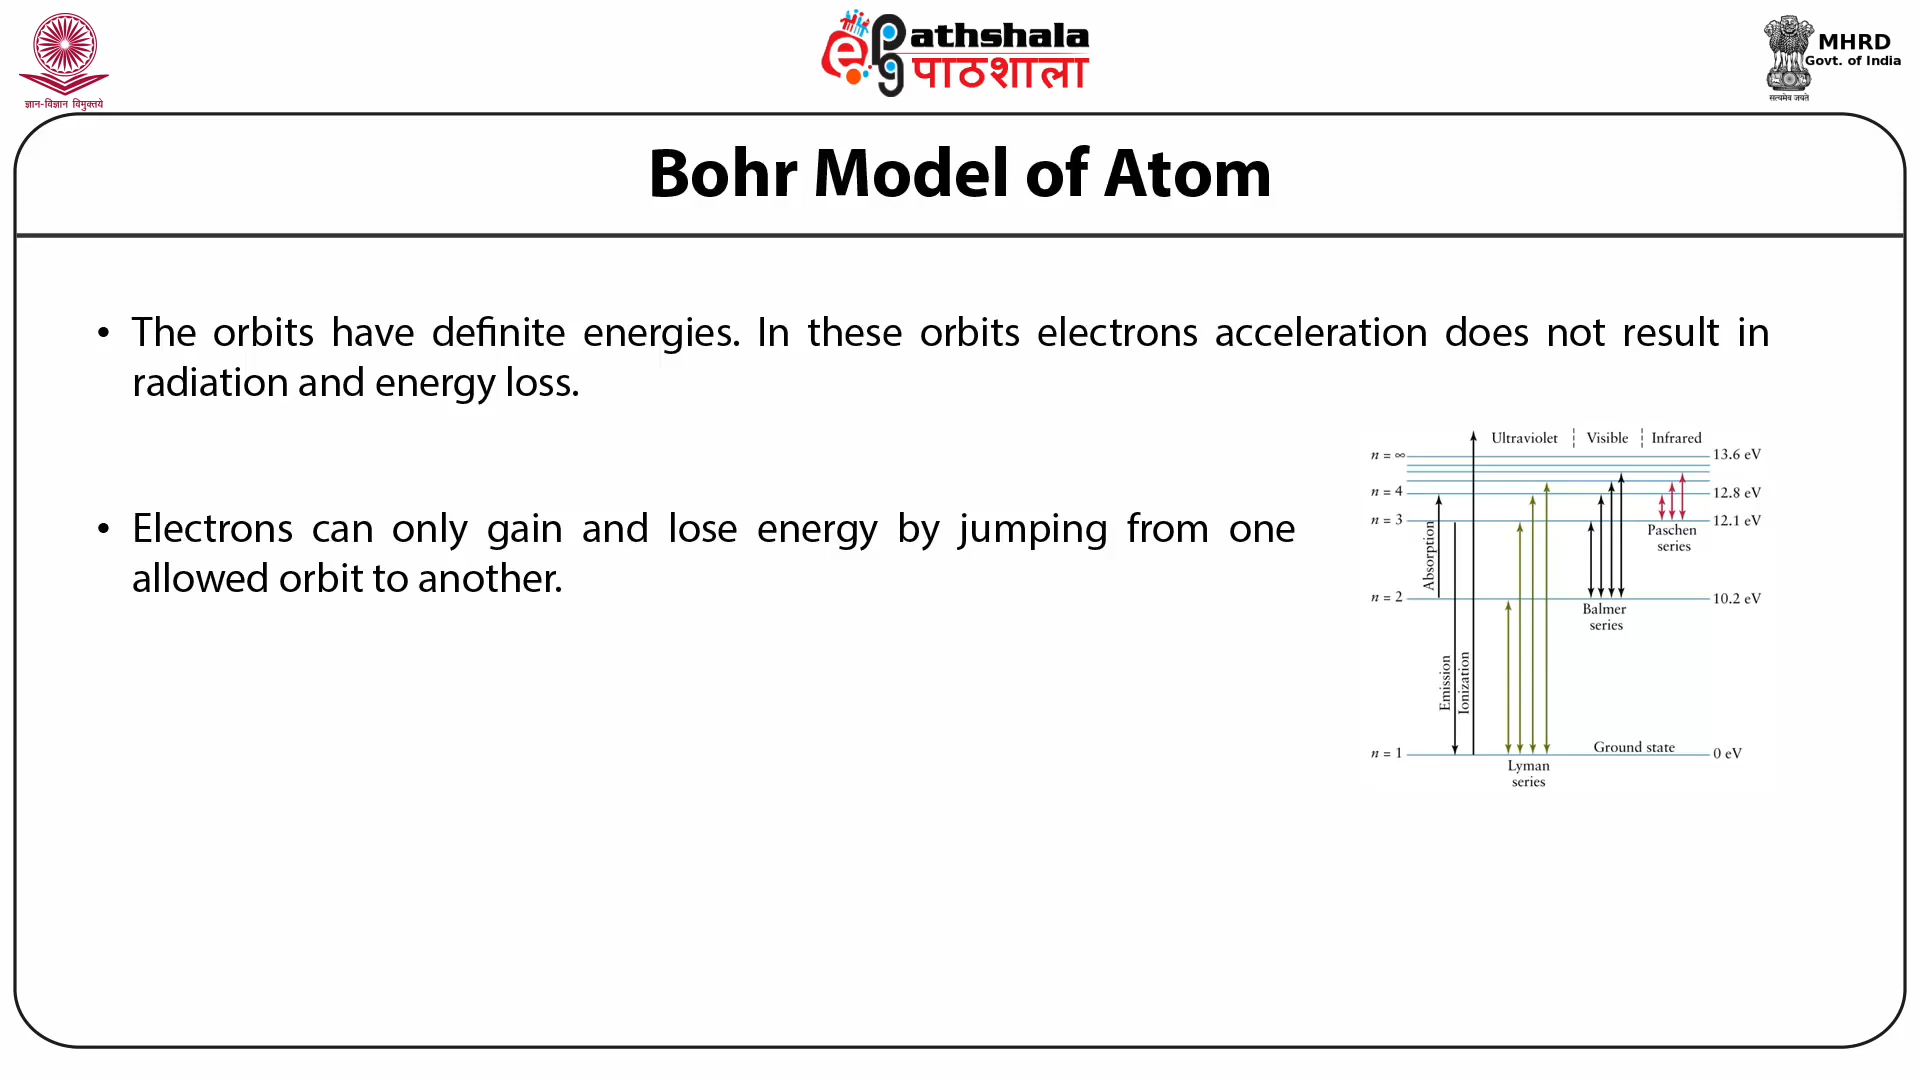 ज्ञान-विज्ञान विमुक्तये
ePG Pathshala
पाठशाला
MHRD
Govt. of India
सत्यमेव जयते
Bohr Model of Atom
• The orbits have definite energies. In these orbits electrons acceleration does not result in
radiation and energy loss.
• Electrons can only gain and lose energy by jumping from one
allowed orbit to another.
Ultraviolet Visible Infrared
n = ∞ 13.6 eV
n = 4 12.8 eV
n = 3 12.1 eV
Paschen
series
Absorption
n = 2 10.2 eV
Balmer
series
Emission
Ionization
Ground state
n = 1 0 eV
Lyman
series